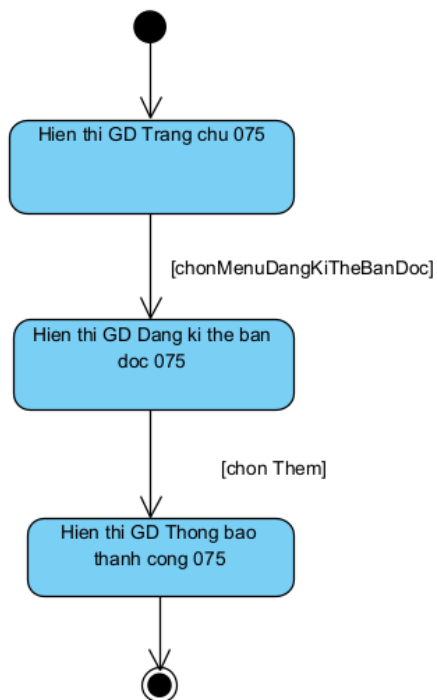 Hien thi GD Trang chu 075
[chonMenuDangKiTheBanDoc]
Hien thi GD Dang ki the ban
doc 075
[chon Them]
Hien thi GD Thong bao
thanh cong 075